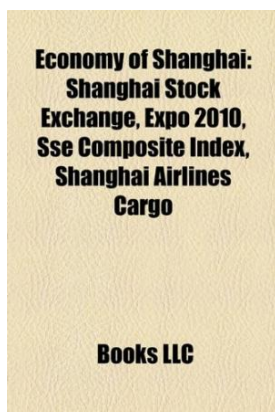 Economy of Shanghai:
Shanghai Stock
Exchange, Expo 2010,
Sse Composite Index,
Shanghai Airlines
Cargo
Books LLC